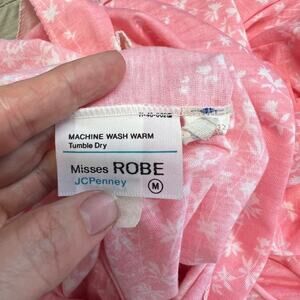 MACHINE WASH WARM
Tumble Dry
Misses ROBE
JCPenney
M